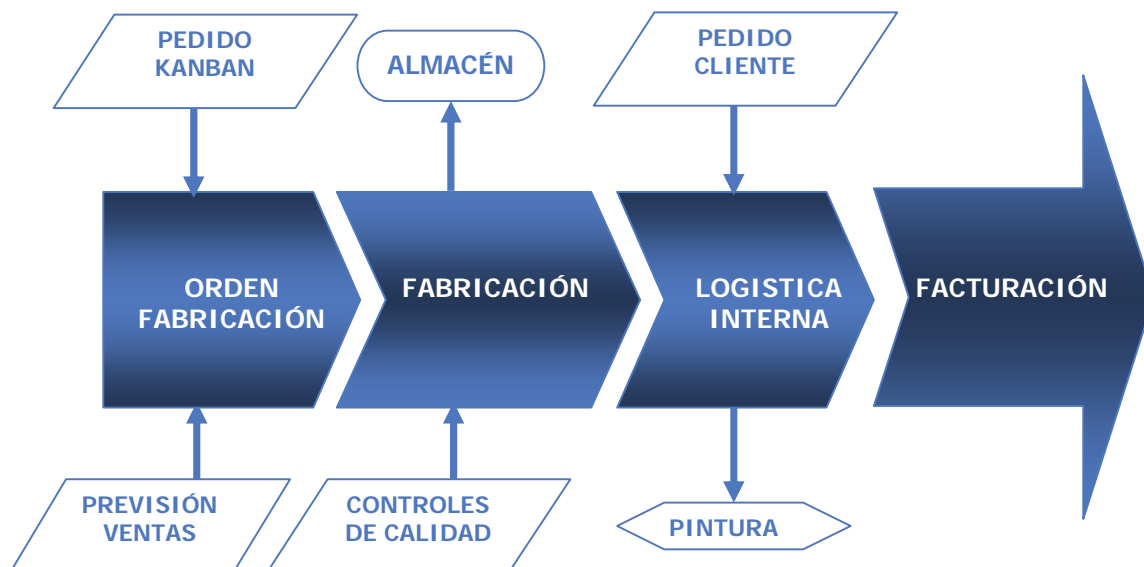 PEDIDO
KANBAN
ALMACÉN
PEDIDO
CLIENTE
ORDEN
FABRICACIÓN
FABRICACIÓN
LOGISTICA
INTERNA
FACTURACIÓN
PREVISIÓN
VENTAS
CONTROLES
DE CALIDAD
PINTURA